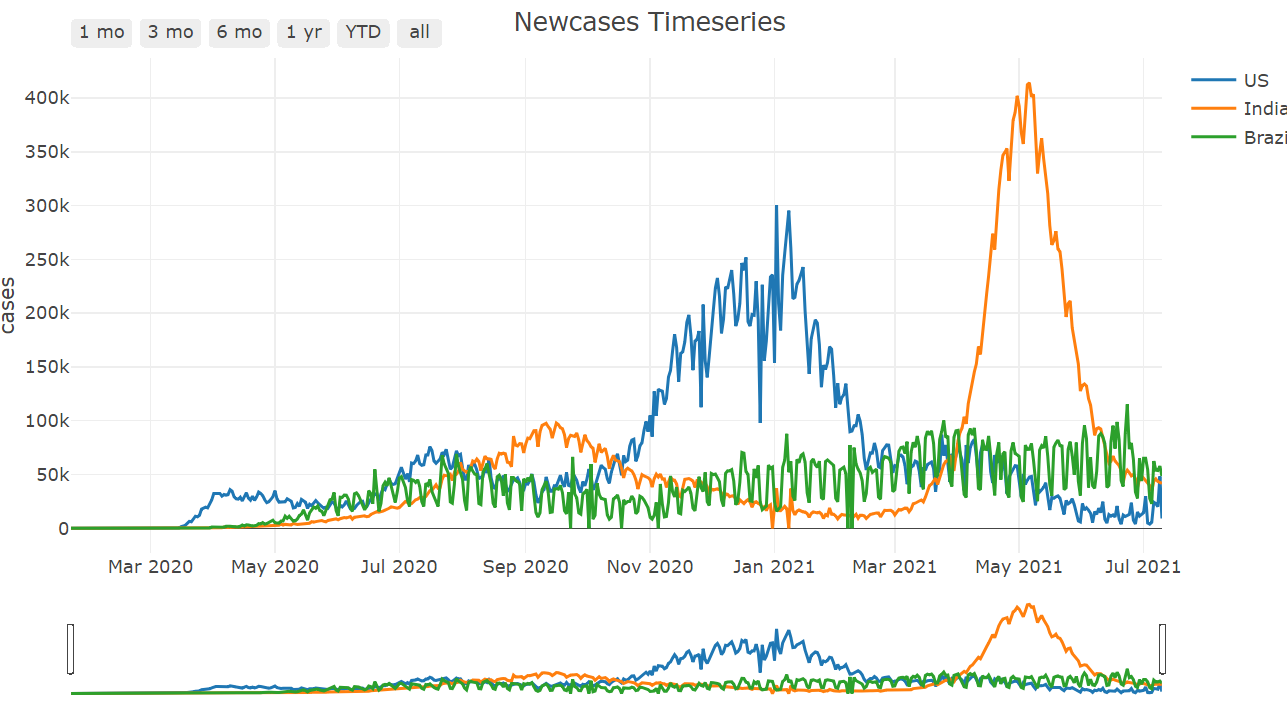 Newcases Timeseries
1 mo 3 mo 6 mo 1 yr YTD all
US
India
Brazi
400k
350k
300k
250k
200k
150k
100k
50k
0
cases
Mar 2020 May 2020 Jul 2020 Sep 2020 Nov 2020 Jan 2021 Mar 2021 May 2021 Jul 2021